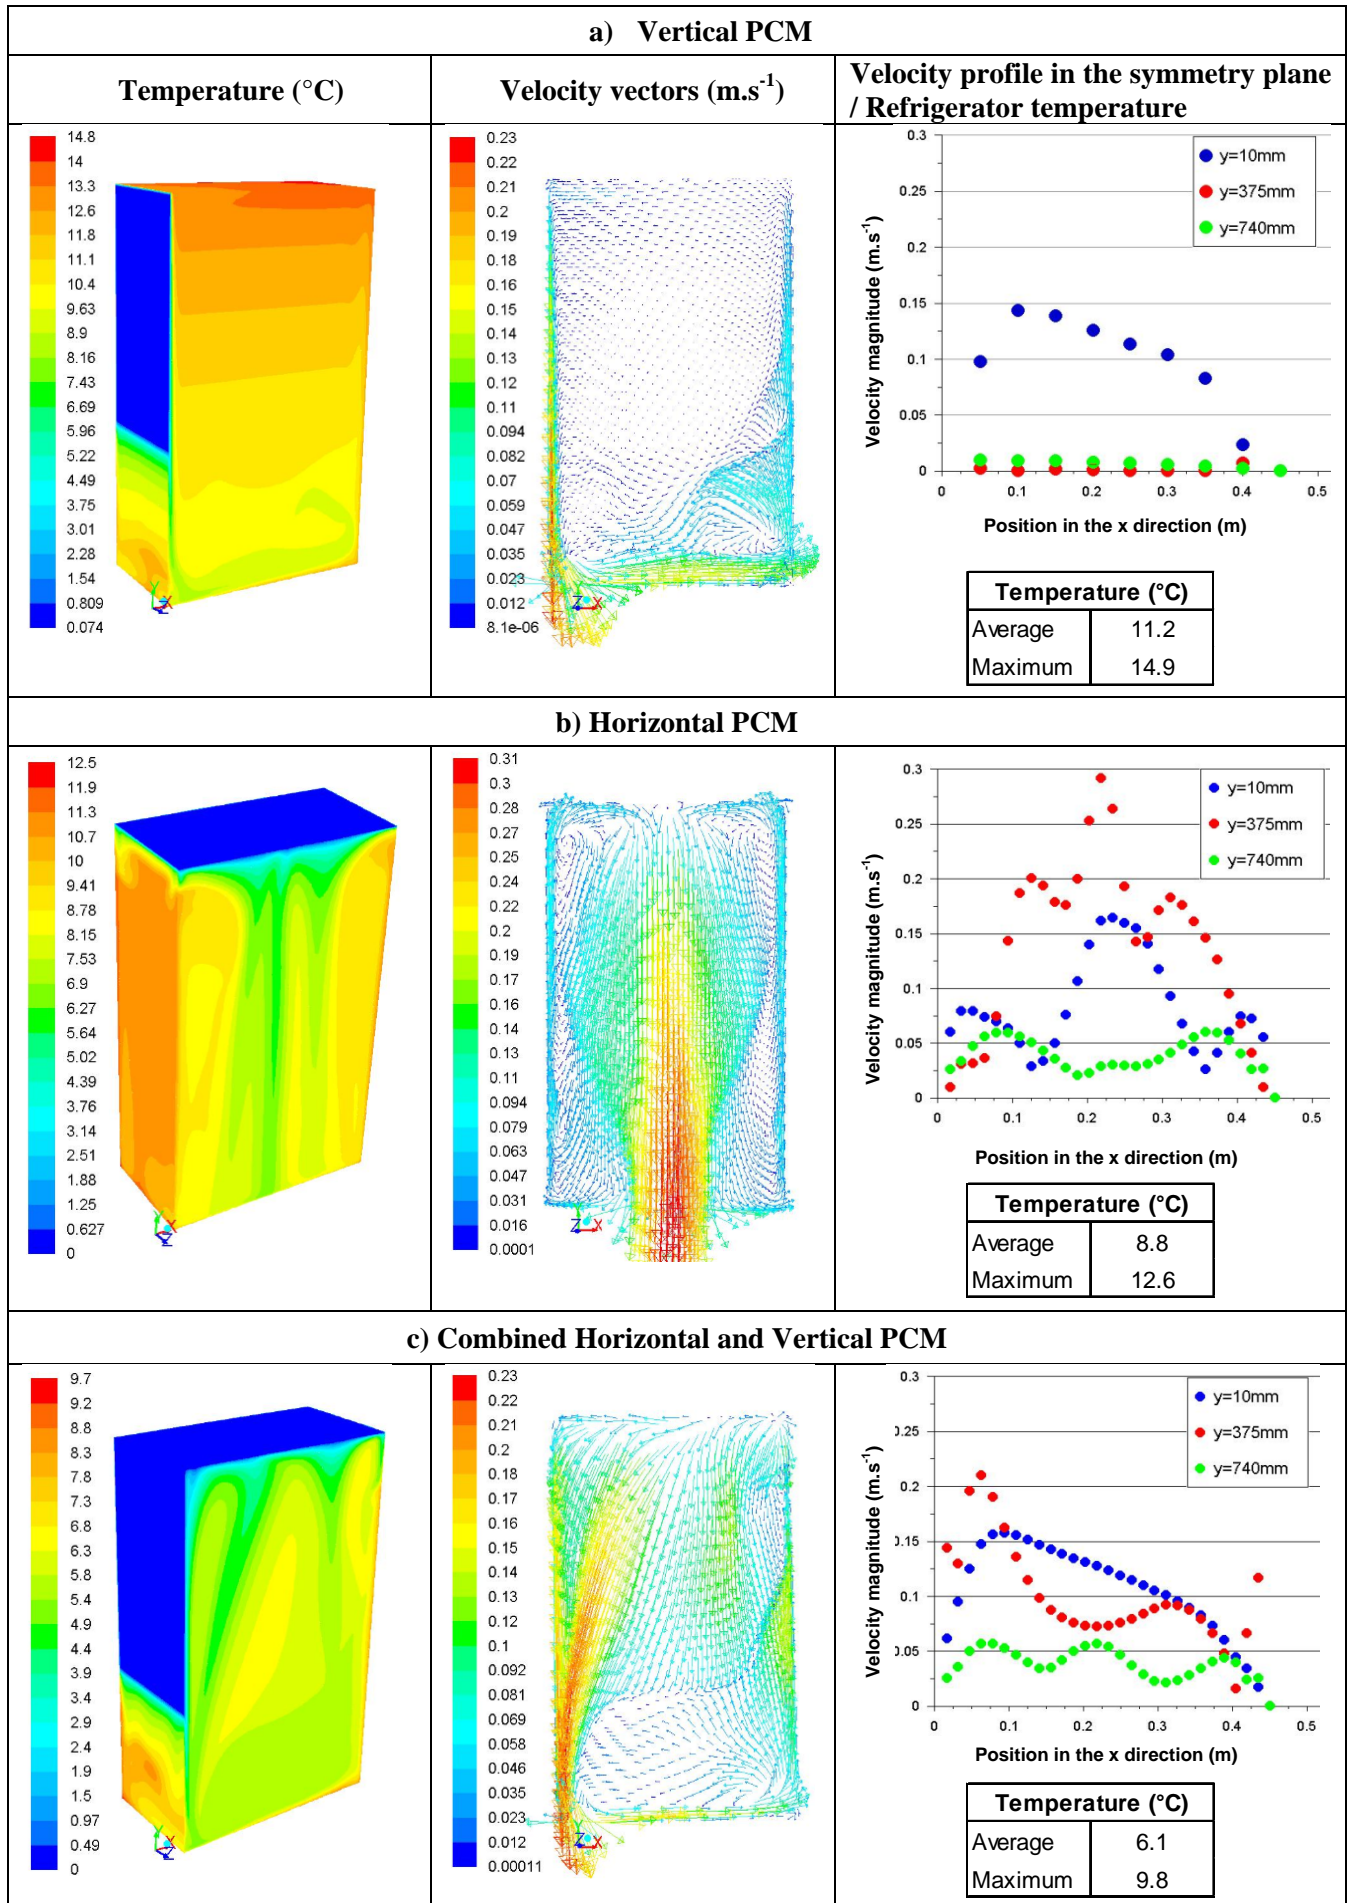 a) Vertical PCM
Temperature (°C)
Velocity vectors (m.s-1)
Velocity profile in the symmetry plane
/ Refrigerator temperature
14.8
14
13.3
12.6
11.8
11.1
10.4
9.63
8.9
8.16
7.43
6.69
5.96
5.22
4.49
3.75
3.01
2.28
1.54
0.809
0.074
Y
X
Z
0.23
0.22
0.21
0.2
0.19
0.18
0.16
0.15
0.14
0.13
0.12
0.11
0.094
0.082
0.07
0.059
0.047
0.035
0.023
0.012
8.1e-06
Y
Z X
0.3
0.25
0.2
0.15
0.1
0.05
0
Velocity magnitude (m.s-1)
y=10mm
y=375mm
y=740mm
0 0.1 0.2 0.3 0.4 0.5
Position in the x direction (m)
Temperature (°C)
Average 11.2
Maximum 14.9
b) Horizontal PCM
12.5
11.9
11.3
10.7
10
9.41
8.78
8.15
7.53
6.9
6.27
5.64
5.02
4.39
3.76
3.14
2.51
1.88
1.25
0.627
0
Y
X
Z
0.31
0.3
0.28
0.27
0.25
0.24
0.22
0.2
0.19
0.17
0.16
0.14
0.13
0.11
0.094
0.079
0.063
0.047
0.031
0.016
0.0001
Y
Z X
0.3
0.25
0.2
0.15
0.1
0.05
0
Velocity magnitude (m.s-1)
y=10mm
y=375mm
y=740mm
0 0.1 0.2 0.3 0.4 0.5
Position in the x direction (m)
Temperature (°C)
Average 8.8
Maximum 12.6
c) Combined Horizontal and Vertical PCM
9.7
9.2
8.8
8.3
7.8
7.3
6.8
6.3
5.8
5.4
4.9
4.4
3.9
3.4
2.9
2.4
1.9
1.5
0.97
0.49
0
Y
X
Z
0.23
0.22
0.21
0.2
0.18
0.17
0.16
0.15
0.14
0.13
0.12
0.1
0.092
0.081
0.069
0.058
0.046
0.035
0.023
0.012
0.00011
Y
Z X
0.3
0.25
0.2
0.15
0.1
0.05
0
Velocity magnitude (m.s-1)
y=10mm
y=375mm
y=740mm
0 0.1 0.2 0.3 0.4 0.5
Position in the x direction (m)
Temperature (°C)
Average 6.1
Maximum 9.8